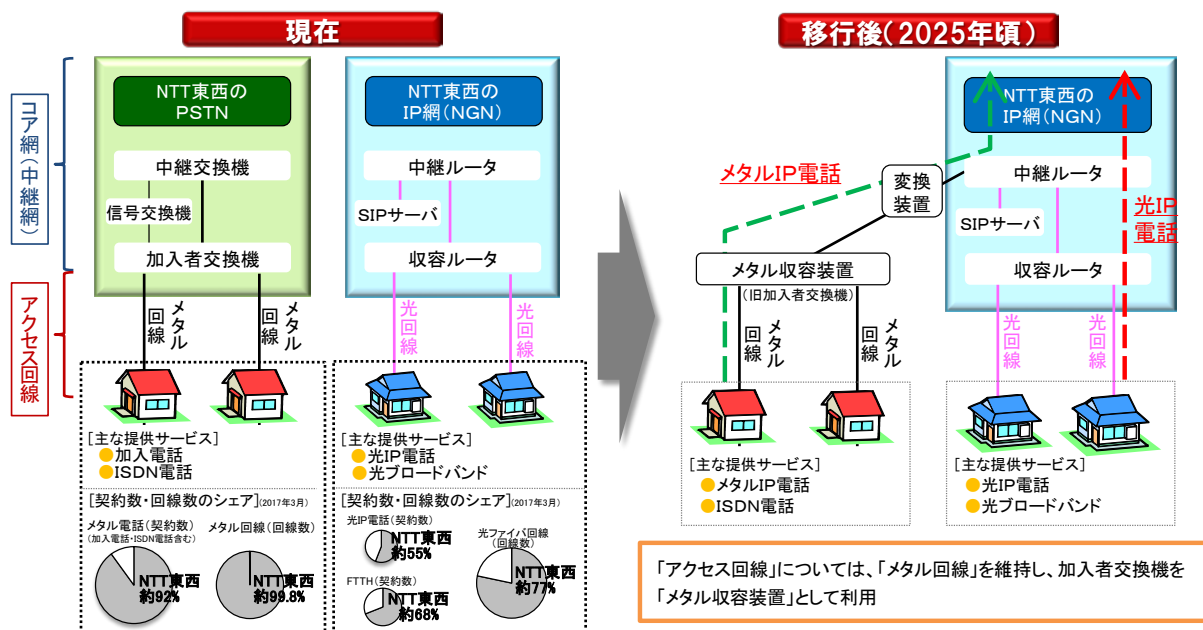 現在
コア網(中継網)
アクセス回線
NTT東西の
PSTN
中継交換機
信号交換機
加入者交換機
メタル
回線
メタル
回線
NTT東西の
IP網(NGN)
中継ルータ
SIPサーバ
収容ルータ
光回線
光回線
[主な提供サービス]
●加入電話
●ISDN電話
[契約数・回線数のシェア](2017年3月)
メタル電話(契約数)
(加入電話・ISDN電話含む)
NTT東西
約92%
メタル回線(回線数)
NTT東西
約99.8%
[主な提供サービス]
●光IP電話
●光ブロードバンド
[契約数・回線数のシェア](2017年3月)
光IP電話(契約数)
NTT東西
約55%
FTTH(契約数)
NTT東西
約68%
光ファイバ回線
(回線数)
NTT東西
約77%
移行後(2025年頃)
メタルIP電話
変換
装置
メタル収容装置
(旧加入者交換機)
メタル
回線
メタル
回線
NTT東西の
IP網(NGN)
中継ルータ
SIPサーバ
収容ルータ
光IP
電話
光回線
光回線
[主な提供サービス]
●メタルIP電話
●ISDN電話
[主な提供サービス]
●光IP電話
●光ブロードバンド
「アクセス回線」については、「メタル回線」を維持し、加入者交換機を
「メタル収容装置」として利用